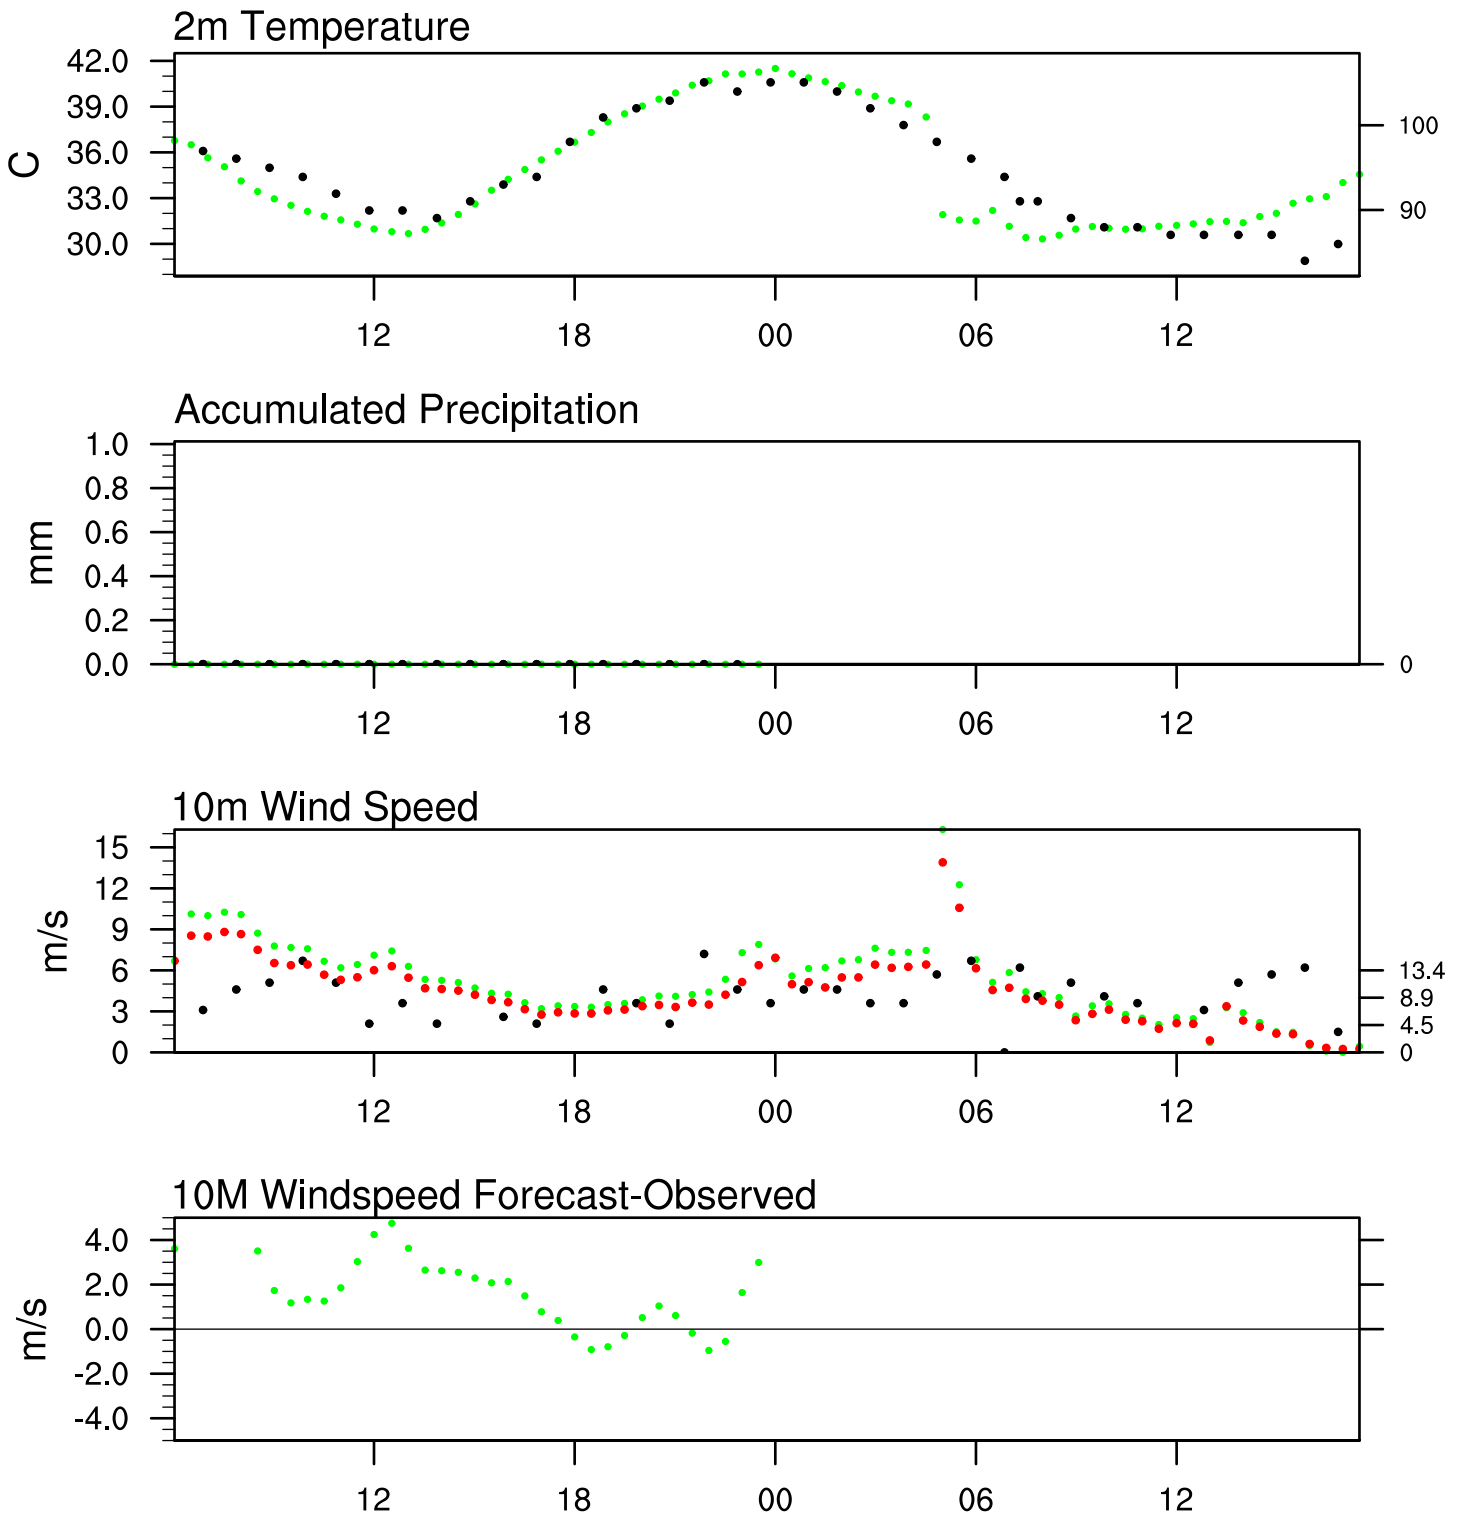 2m Temperature
42.0
39.0
36.0
33.0
30.0
C
100
90
12 18 00 06 12
Accumulated Precipitation
1.0
0.8
0.6
0.4
0.2
0.0
mm
0
12 18 00 06 12
10m Wind Speed
15
12
9
6
3
0
m/s
13.4
8.9
4.5
0
12 18 00 06 12
10M Windspeed Forecast-Observed
4.0
2.0
0.0
-2.0
-4.0
m/s
12 18 00 06 12